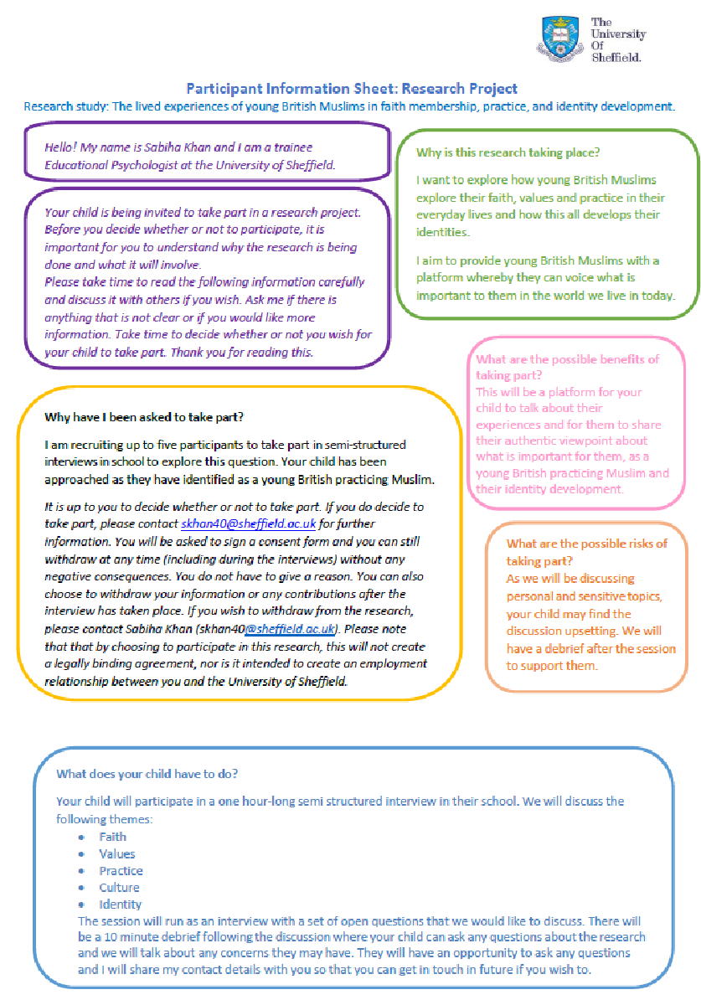 The
University
Of
Sheffield.
Participant Information Sheet: Research Project
Research study: The lived experiences of young British Muslims in faith membership, practice, and identity development.
Hello! My name is Sabiha Khan and I am a trainee
Educational Psychologist at the University of Sheffield.
Your child is being invited to take part in a research project.
Before you decide whether or not to participate, it is
important for you to understand why the research is being
done and what it will involve.
Please take time to read the following information carefully
and discuss it with others if you wish. Ask me if there is
anything that is not clear or if you would like more
information. Take time to decide whether or not you wish for
your child to take part. Thank you for reading this.
Why is this research taking place?
I want to explore how young British Muslims
explore their faith, values and practice in their
everyday lives and how this all develops their
identities.
I aim to provide young British Muslims with a
platform whereby they can voice what is
important to them in the world we live in today.
What are the possible benefits of
taking part?
This will be a platform for your
child to talk about their
experiences and for them to share
their authentic viewpoint about
what is important for them, as a
young British practicing Muslim and
their identity development.
Why have I been asked to take part?
I am recruiting up to five participants to take part in semi-structured
interviews in school to explore this question. Your child has been
approached as they have identified as a young British practicing Muslim.
It is up to you to decide whether or not to take part. If you do decide to
take part, please contact skhan40@sheffield.ac.uk for further
information. You will be asked to sign a consent form and you can still
withdraw at any time (including during the interviews) without any
negative consequences. You do not have to give a reason. You can also
choose to withdraw your information or any contributions after the
interview has taken place. If you wish to withdraw from the research,
please contact Sabiha Khan (skhan40@sheffield.ac.uk). Please note
that that by choosing to participate in this research, this will not create
a legally binding agreement, nor is it intended to create an employment
relationship between you and the University of Sheffield.
What are the possible risks of
taking part?
As we will be discussing
personal and sensitive topics,
your child may find the
discussion upsetting. We will
have a debrief after the session
to support them.
What does your child have to do?
Your child will participate in a one hour-long semi structured interview in their school. We will discuss the
following themes:
• Faith
• Values
• Practice
• Culture
• Identity
The session will run as an interview with a set of open questions that we would like to discuss. There will
be a 10 minute debrief following the discussion where your child can ask any questions about the research
and we will talk about any concerns they may have. They will have an opportunity to ask any questions
and I will share my contact details with you so that you can get in touch in future if you wish to.